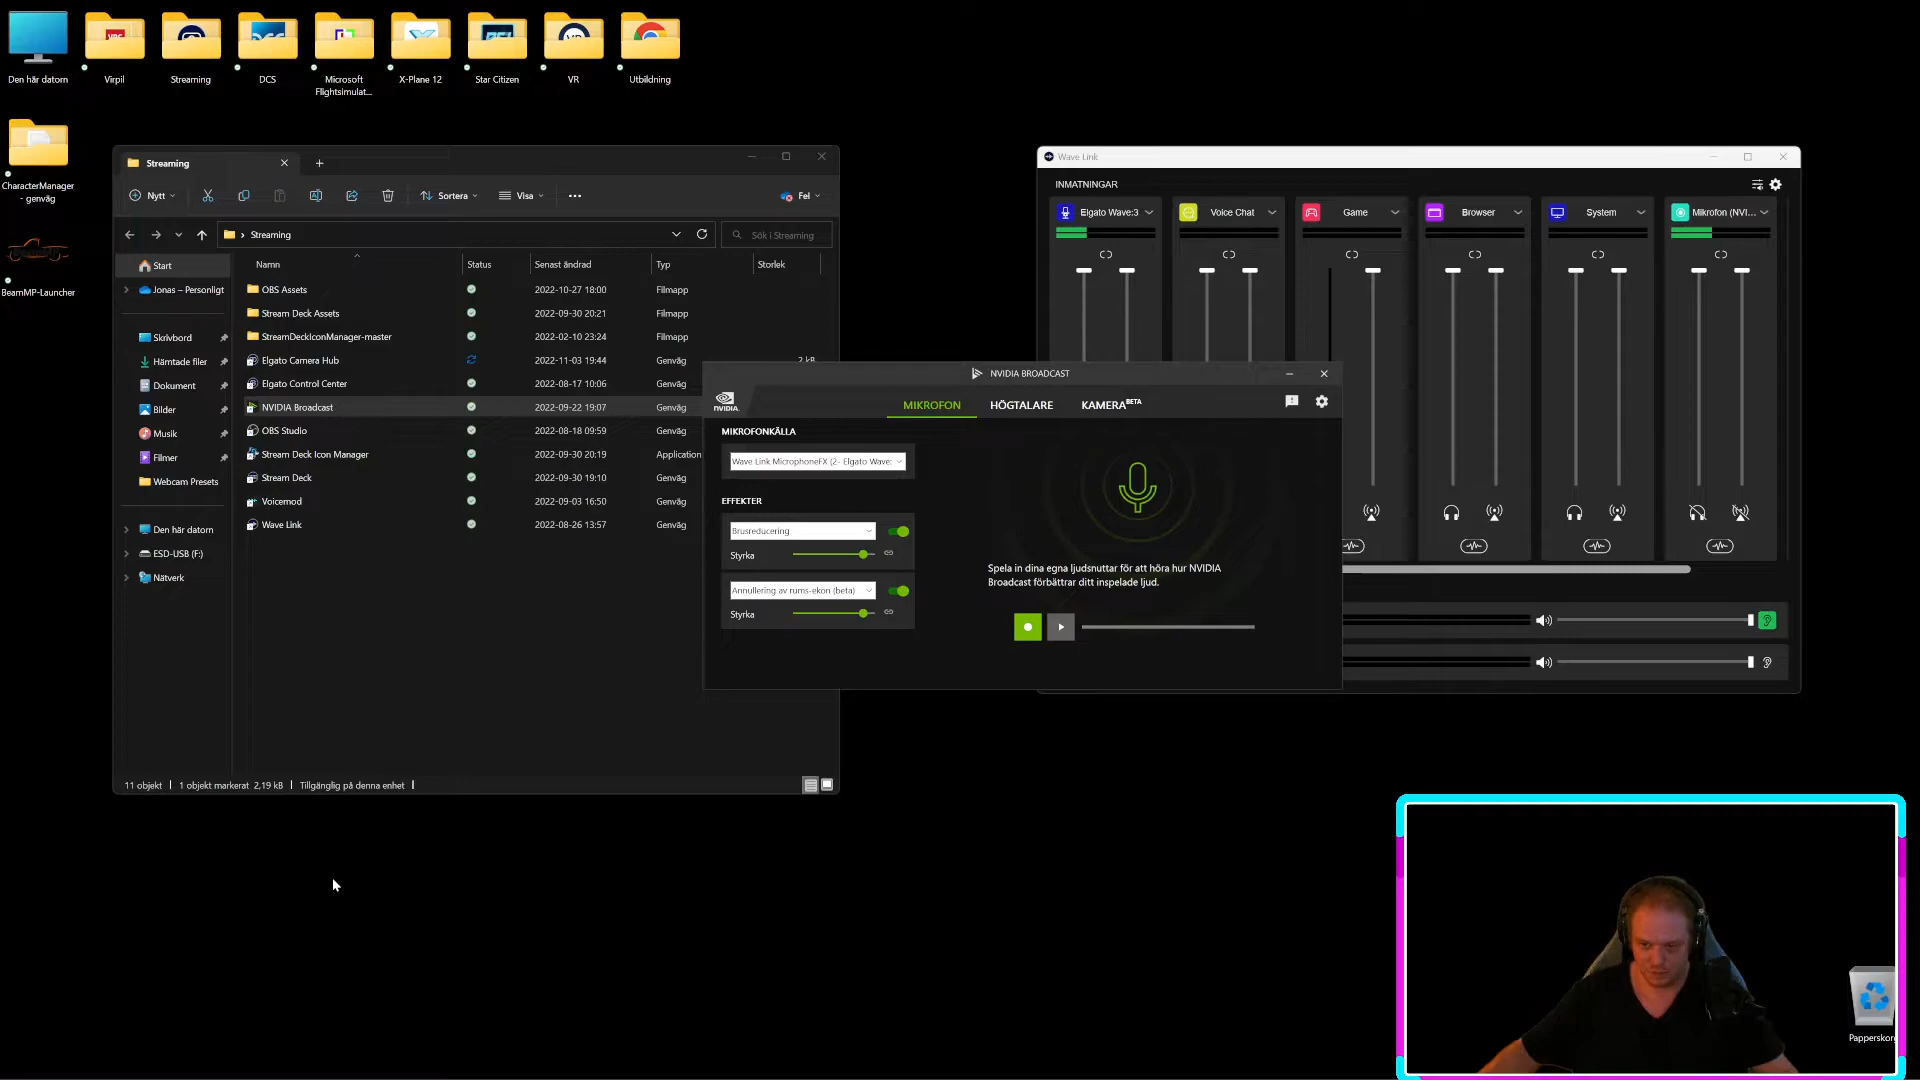 Den här datorn
Virpil
Streaming
DCS
Microsoft
Flightsimulat...
X-Plane 12
Star Citizen
VR
Utbildning
CharacterManager
- genväg
BeamMP-Launcher
Streaming
Nytt
Sortera
Visa
Fel
Streaming
Sök i Streaming
Start
Jonas – Personligt
Skrivbord
Hämtade filer
Dokument
Bilder
Musik
Filmer
Webcam Presets
Den här datorn
ESD-USB (F:)
Nätverk
Namn Status Senast ändrad Typ Storlek
OBS Assets 2022-10-27 18:00 Filmapp
Stream Deck Assets 2022-09-30 20:21 Filmapp
StreamDeckIconManager-master 2022-02-10 23:24 Filmapp
Elgato Camera Hub 2022-11-03 19:44 Genväg 2 kB
Elgato Control Center 2022-08-17 10:06 Genväg
NVIDIA Broadcast 2022-09-22 19:07 Genväg
OBS Studio 2022-08-18 09:59 Genväg
Stream Deck Icon Manager 2022-09-30 20:19 Application
Stream Deck 2022-09-30 19:10 Genväg
Voicemod 2022-09-03 16:50 Genväg
Wave Link 2022-08-26 13:57 Genväg
11 objekt 1 objekt markerat 2,19 kB Tillgänglig på denna enhet
Wave Link
INMATNINGAR
Elgato Wave:3 Voice Chat Game Browser System Mikrofon (NVI...
NVIDIA BROADCAST
NVIDIA.
MIKROFON HÖGTALARE KAMERA BETA
MIKROFONKÄLLA
Wave Link MicrophoneFX (2- Elgato Wave:
EFFEKTER
Brusreducering
Styrka
Annullering av rums-ekon (beta)
Styrka
Spela in dina egna ljudsnuttar för att höra hur NVIDIA
Broadcast förbättrar ditt inspelade ljud.
Papperskorg